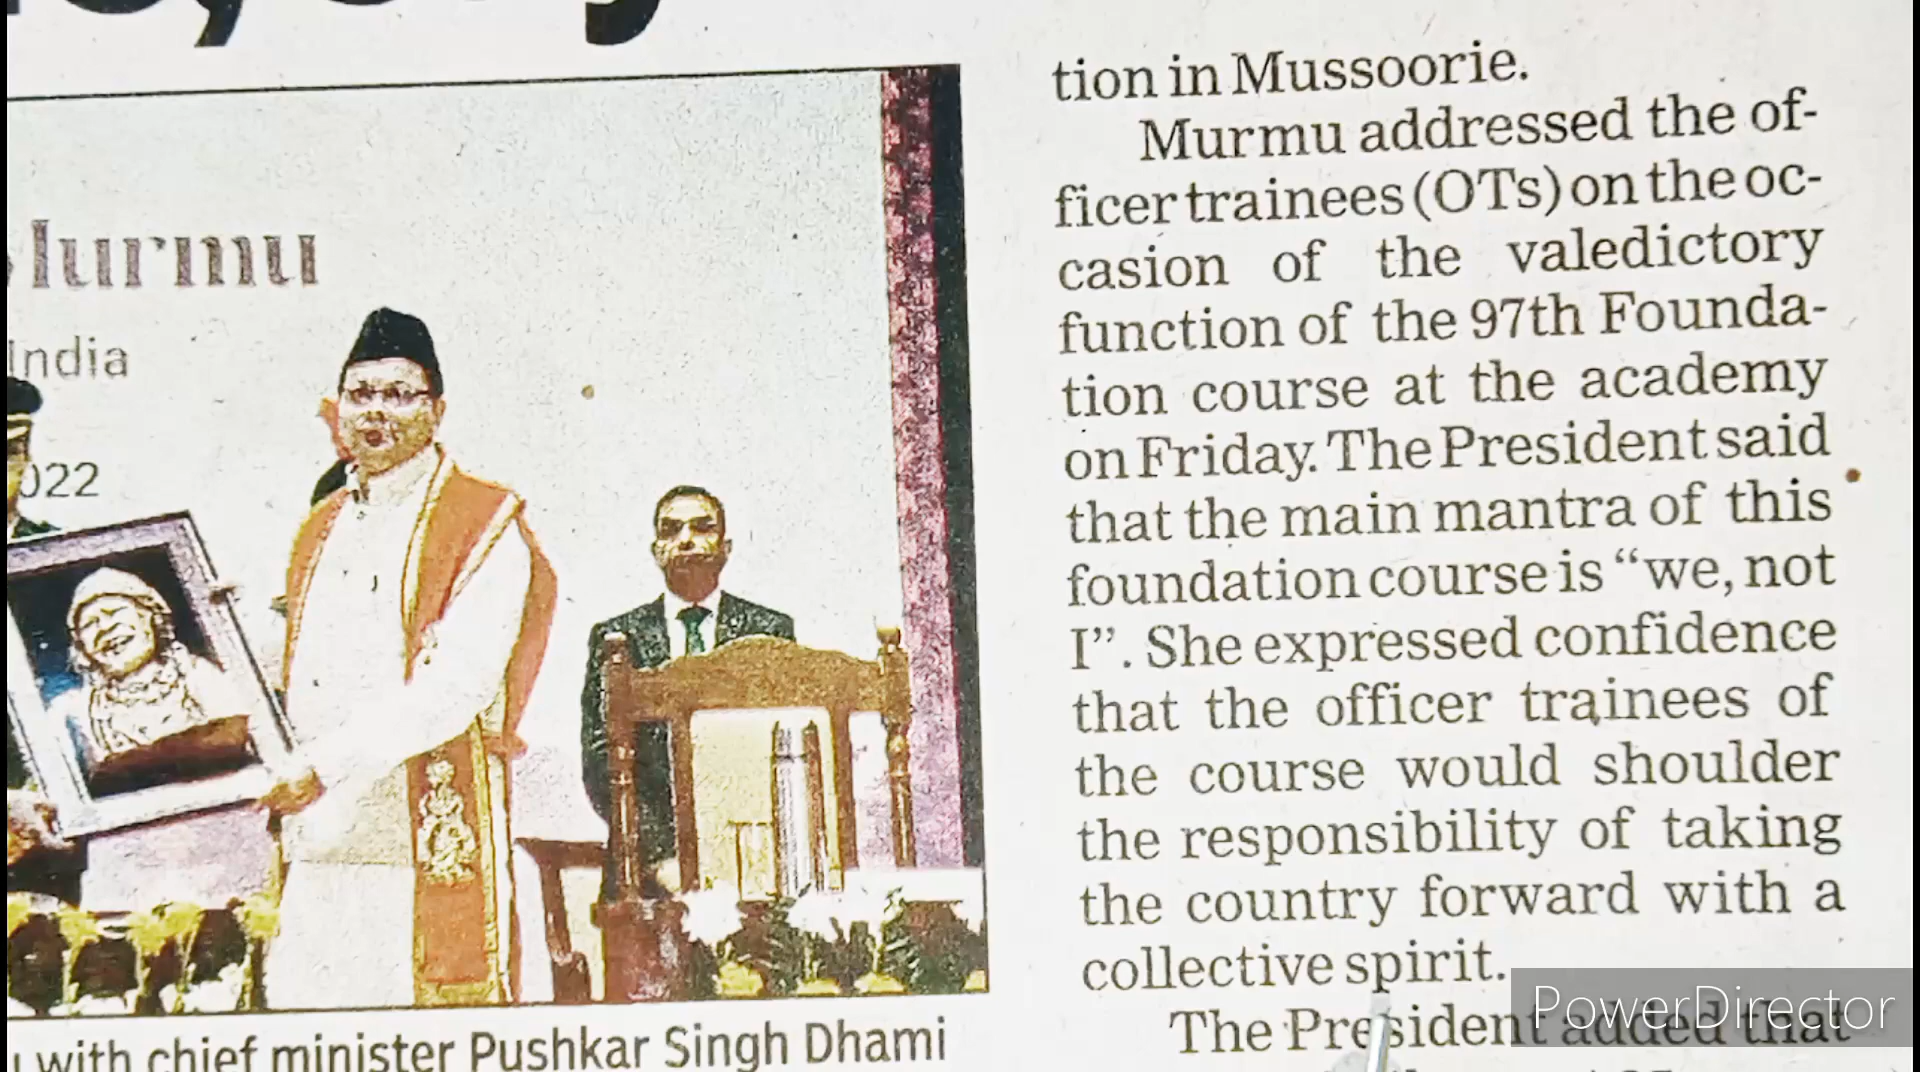 lurmu
India
022
with chief minister Pushkar Singh Dhami
tion in Mussoorie.
Murmu addressed the of-
ficer trainees (OTs) on the oc-
casion of the valedictory
function of the 97th Founda-
tion course at the academy
on Friday. The President said
that the main mantra of this
foundation course is “we, not
I”. She expressed confidence
that the officer trainees of
the course would shoulder
the responsibility of taking
the country forward with a
collective spirit.
The President added that
PowerDirector